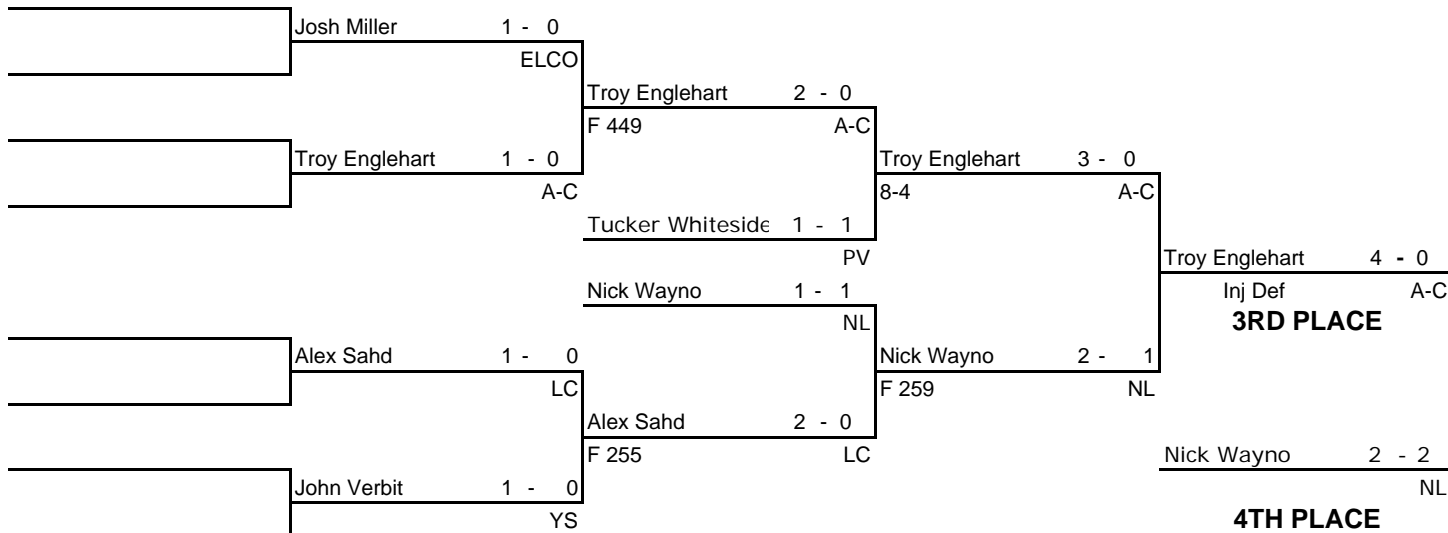 Josh Miller 1 - 0
ELCO
Troy Englehart 2 - 0
F 449 A-C
Troy Englehart 1 - 0
A-C
Troy Englehart 3 - 0
8-4 A-C
Tucker Whiteside 1 - 1
PV
Troy Englehart 4 - 0
Inj Def A-C
3RD PLACE
Nick Wayno 1 - 1
NL
Alex Sahd 1 - 0
LC
Nick Wayno 2 - 1
F 259 NL
Alex Sahd 2 - 0
F 255 LC
Nick Wayno 2 - 2
NL
4TH PLACE
John Verbit 1 - 0
YS